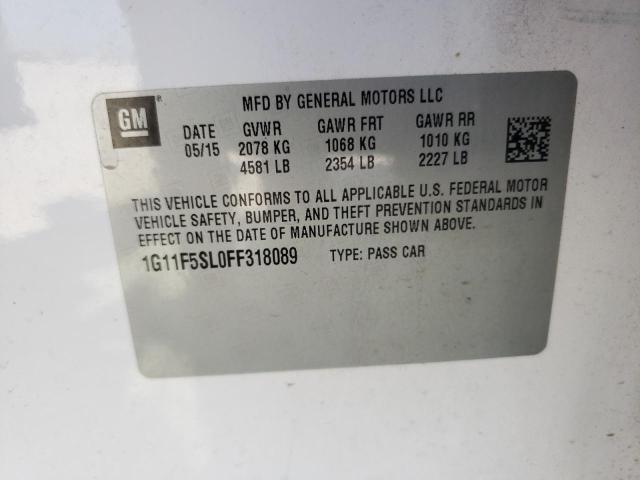 GM
MFD BY GENERAL MOTORS LLC
DATE GVWR GAWR FRT GAWR RR
05/15 2078 KG 1068 KG 1010 KG
4581 LB 2354 LB 2227 LB
THIS VEHICLE CONFORMS TO ALL APPLICABLE U.S. FEDERAL MOTOR
VEHICLE SAFETY, BUMPER, AND THEFT PREVENTION STANDARDS IN
EFFECT ON THE DATE OF MANUFACTURE SHOWN ABOVE.
1G11F5SL0FF318089 TYPE: PASS CAR